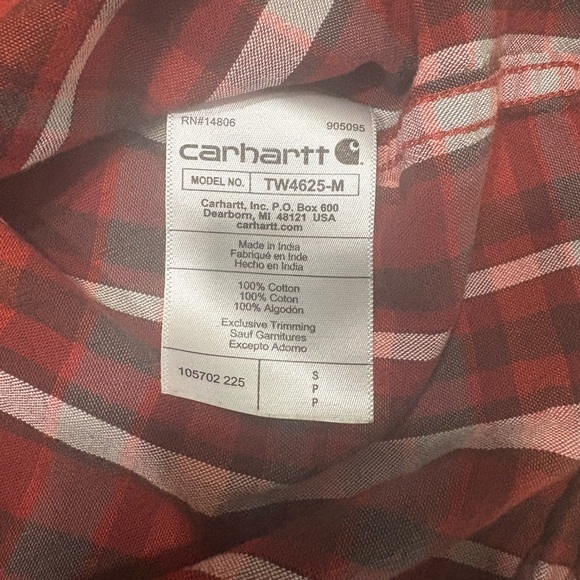 RN#14806 905095
carhartt
MODEL NO. TW4625-M
Carhartt, Inc. P.O. Box 600
Dearborn, MI 48121 USA
carhartt.com
Made in India
Fabriqué en Inde
Hecho en India
100% Cotton
100% Coton
100% Algodón
Exclusive Trimming
Sauf Garnitures
Excepto Adorno
105702 225
S
P
P